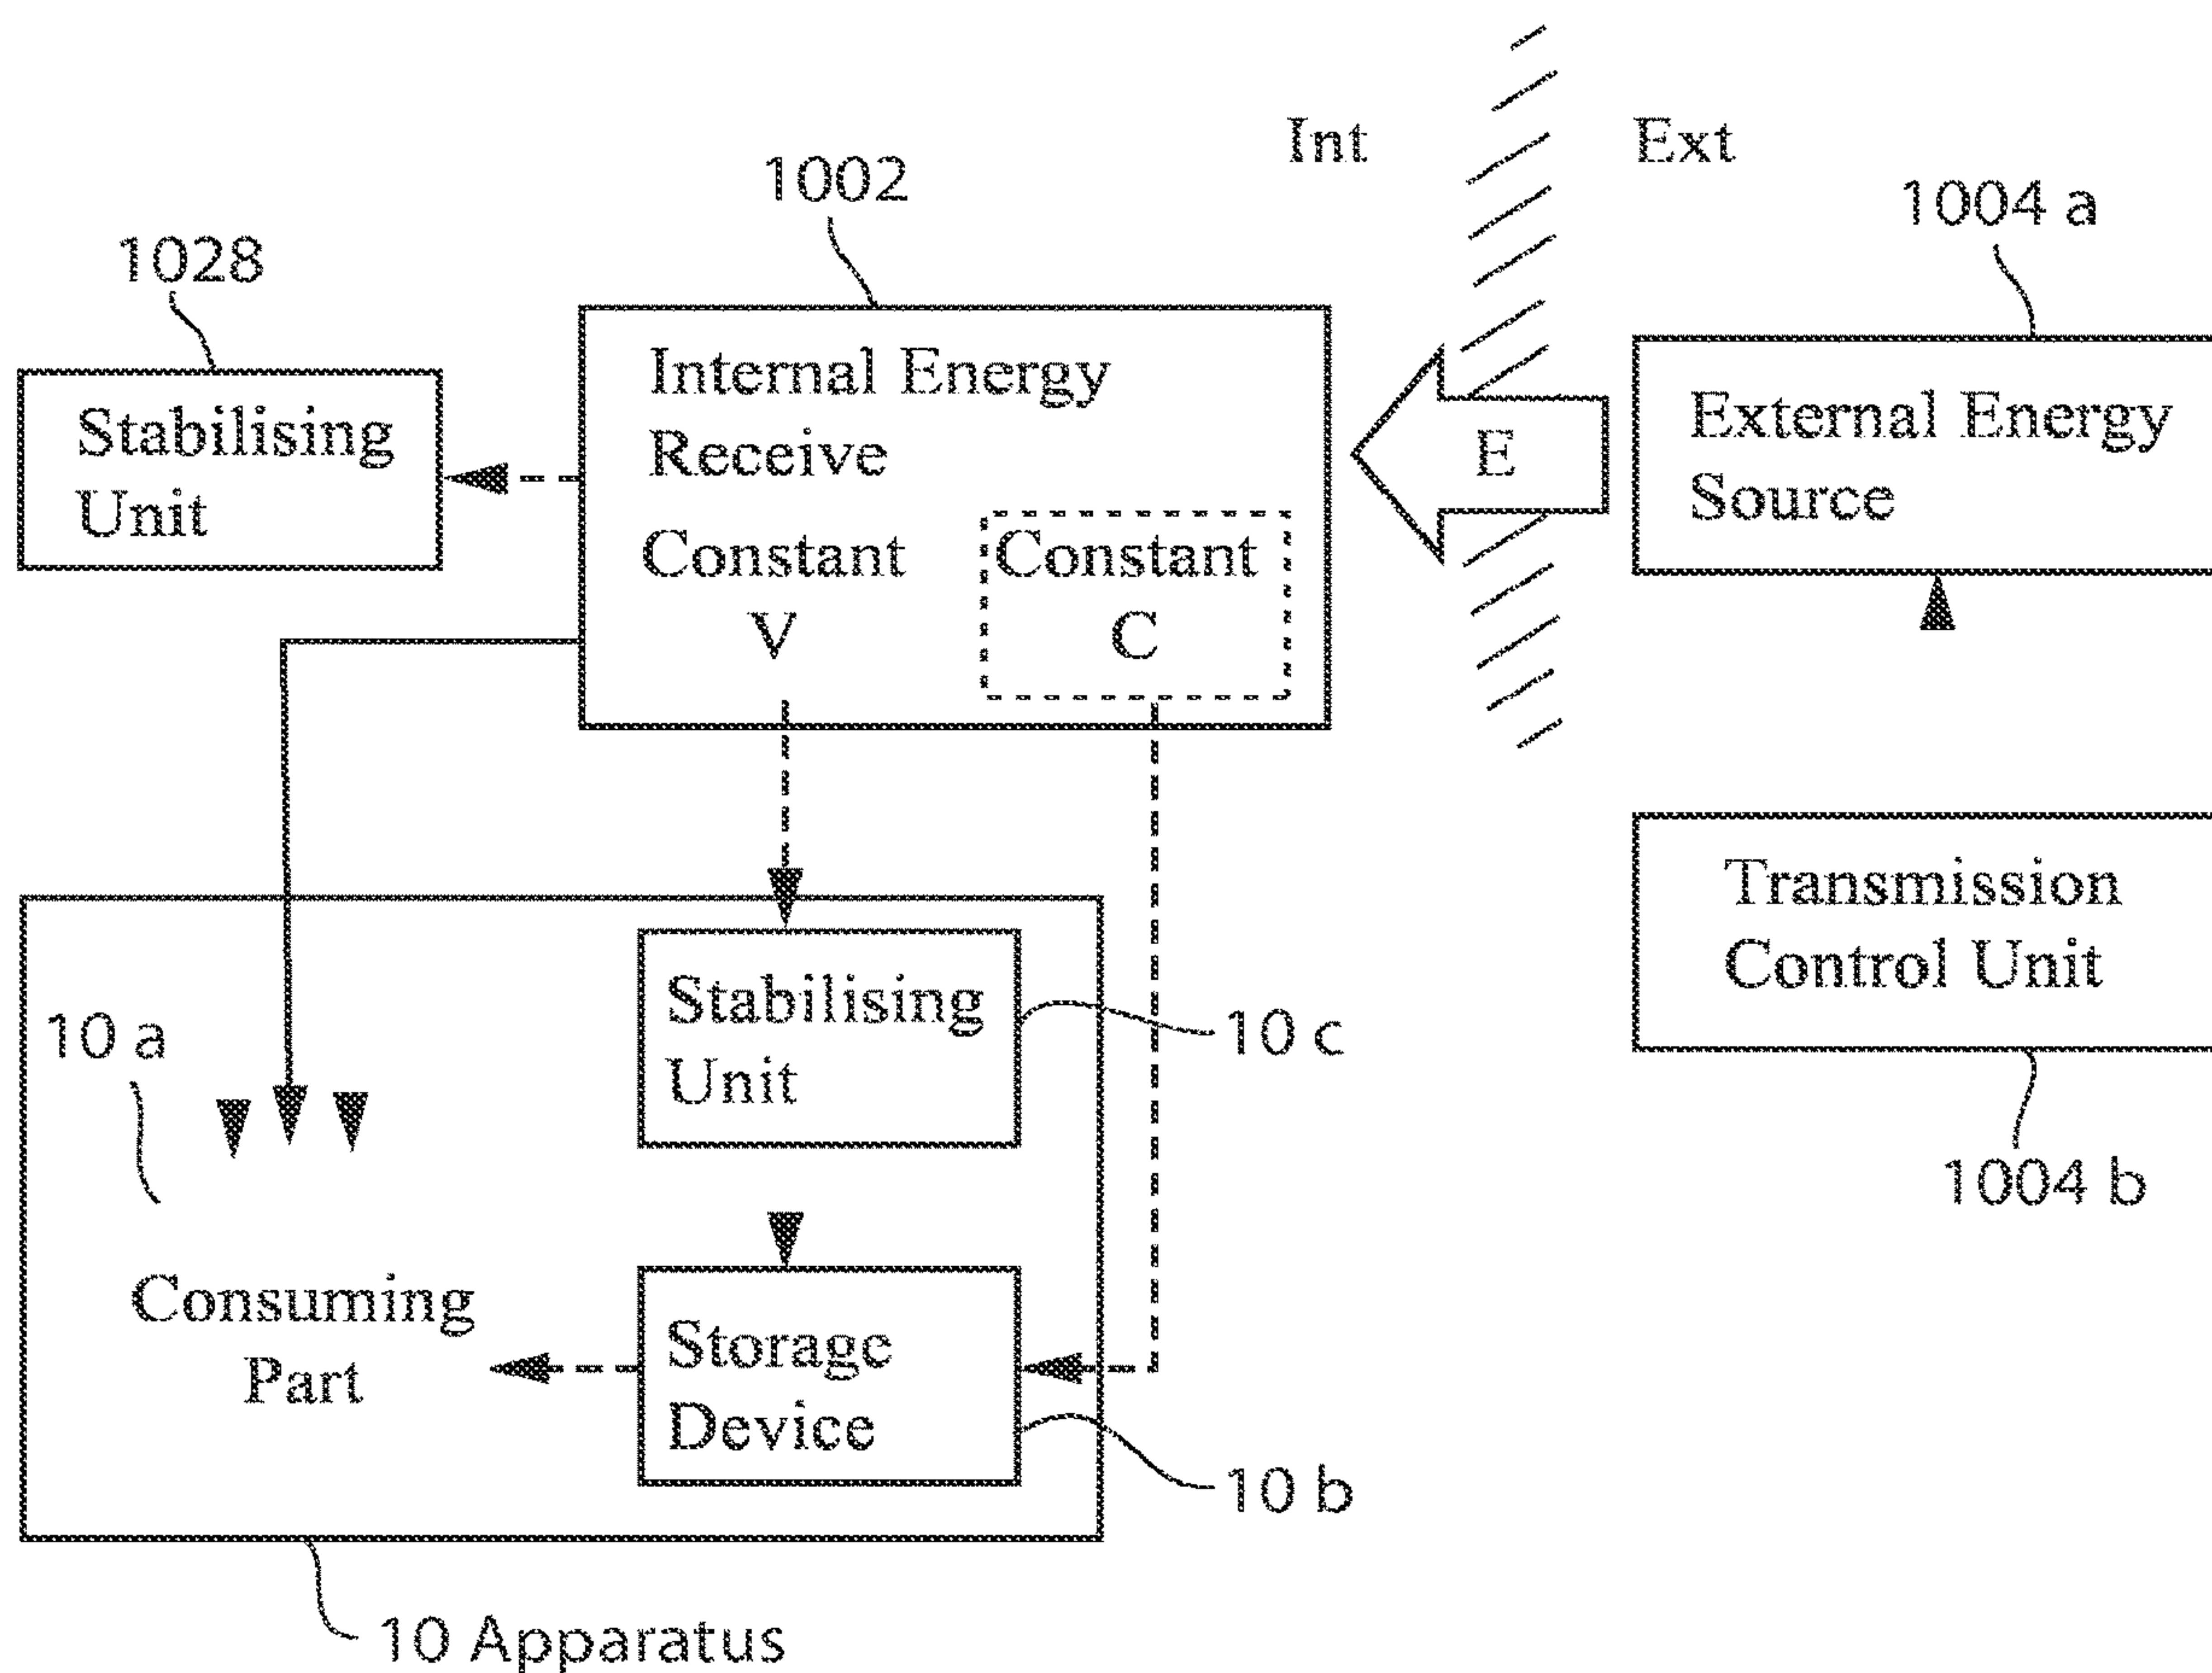 Int
Ext
1002
1004 a
1028
Internal Energy
Receive
Constant
V
Constant
C
Stabilising
Unit
E
External Energy
Source
Transmission
Control Unit
1004 b
10 a
Stabilising
Unit
10 c
Consuming
Part
Storage
Device
10 b
10 Apparatus